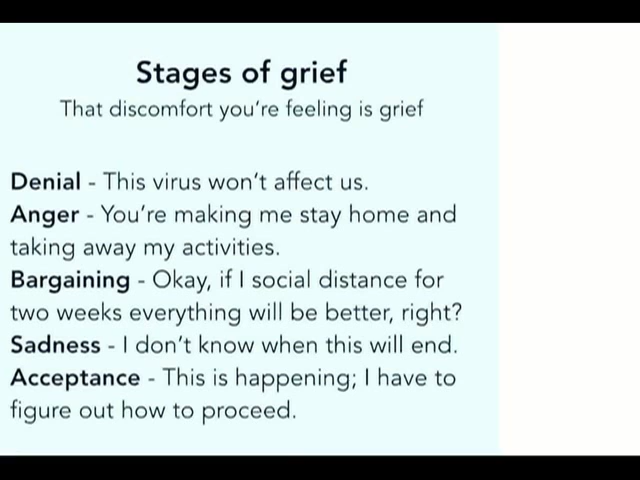 Stages of grief
That discomfort you're feeling is grief
Denial - This virus won't affect us.
Anger - You're making me stay home and
taking away my activities.
Bargaining - Okay, if I social distance for
two weeks everything will be better, right?
Sadness - I don't know when this will end.
Acceptance - This is happening; I have to
figure out how to proceed.